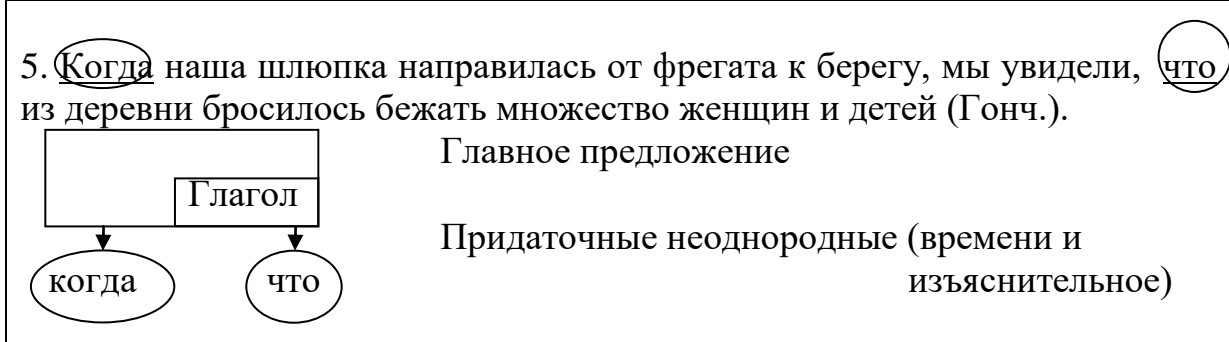 5. Когда наша шлюпка направилась от фрегата к берегу, мы увидели, что
из деревни бросилось бежать множество женщин и детей (Гонч.).
Главное предложение
Глагол
Придаточные неоднородные (времени и
когда что изъяснительное)